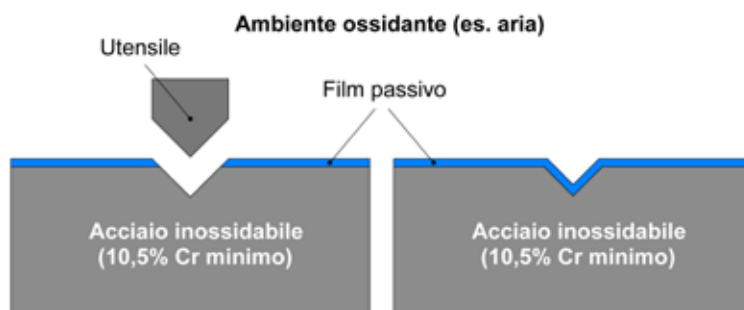 Ambiente ossidante (es. aria)
Utensile
Film passivo
Acciaio inossidabile
(10,5% Cr minimo)
Acciaio inossidabile
(10,5% Cr minimo)